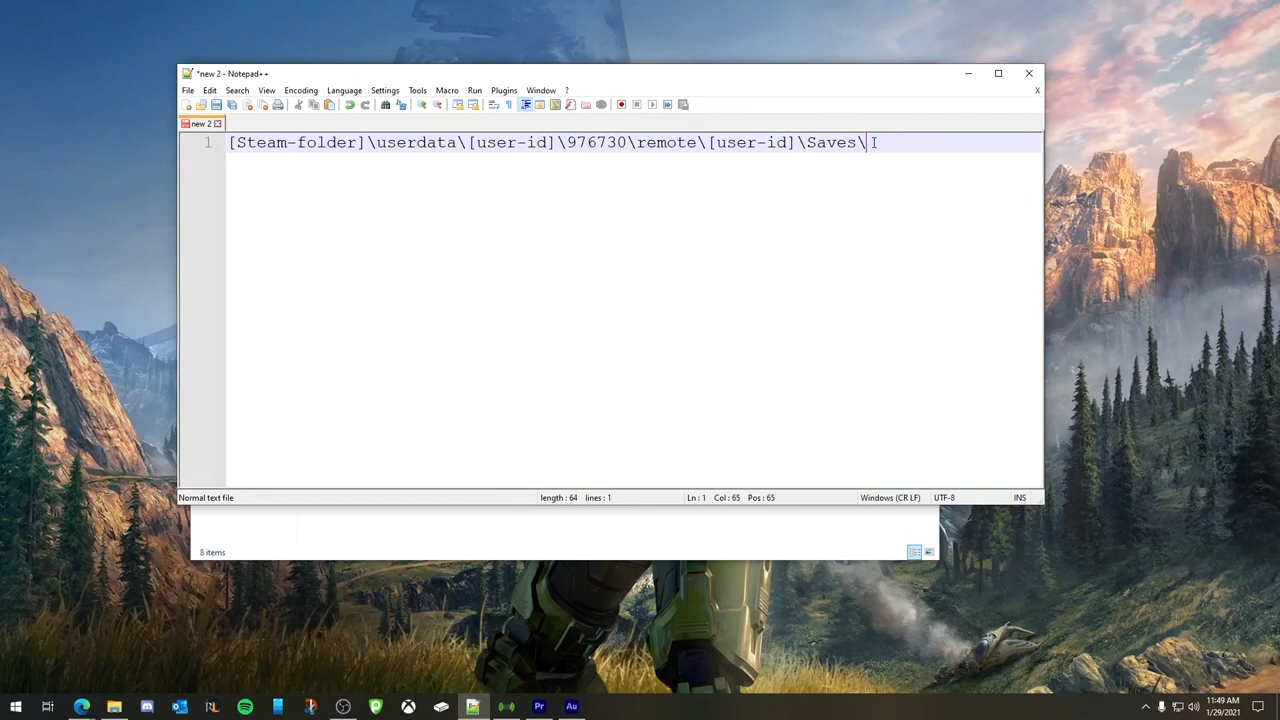 *new 2 - Notepad++
File Edit Search View Encoding Language Settings Tools Macro Run Plugins Window ? X
new 2
1 [Steam-folder]\userdata\[user-id]\976730\remote\[user-id]\Saves\
Normal text file length : 64 lines : 1 Ln : 1 Col : 65 Pos : 65 Windows (CR LF) UTF-8 INS
8 items
Pr Au
11:49 AM
1/29/2021